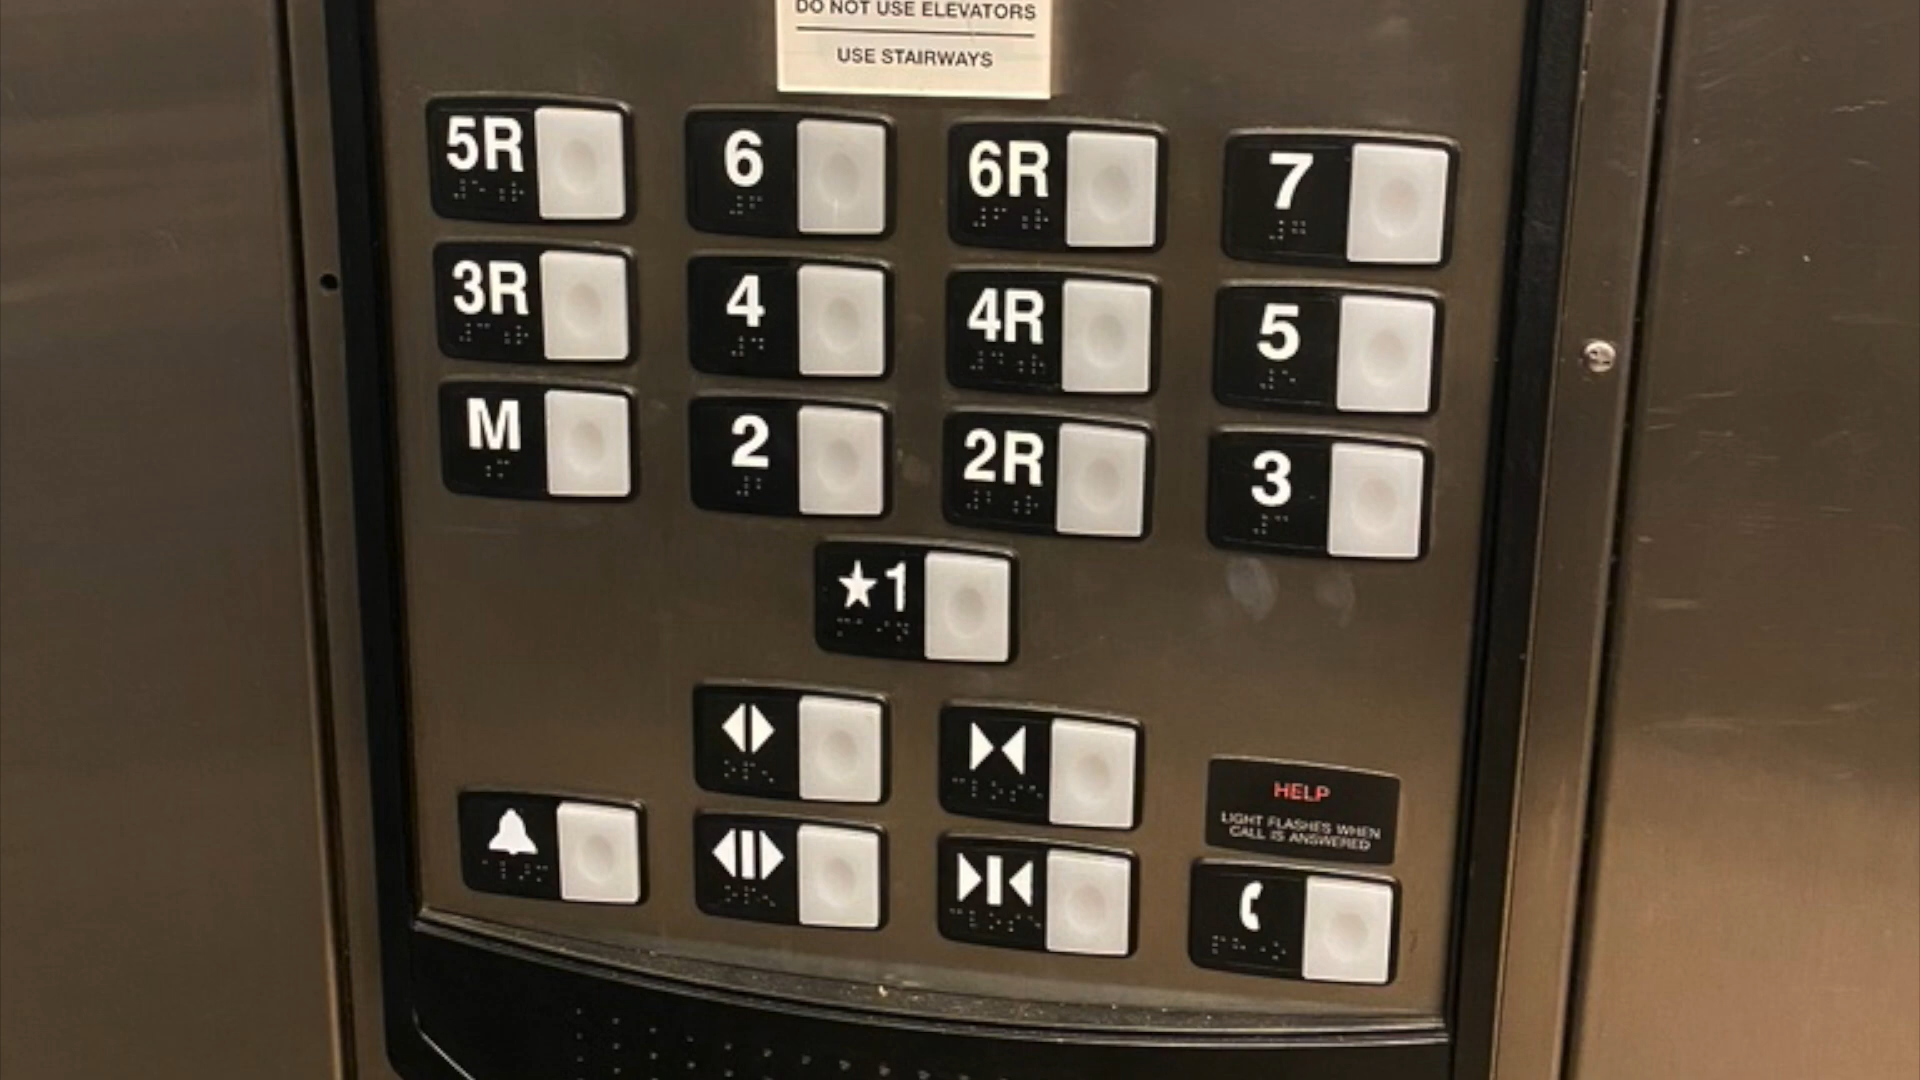 DO NOT USE ELEVATORS
USE STAIRWAYS
5R 6 6R 7
3R 4 4R 5
M 2 2R 3
★1
HELP
LIGHT FLASHES WHEN
CALL IS ANSWERED